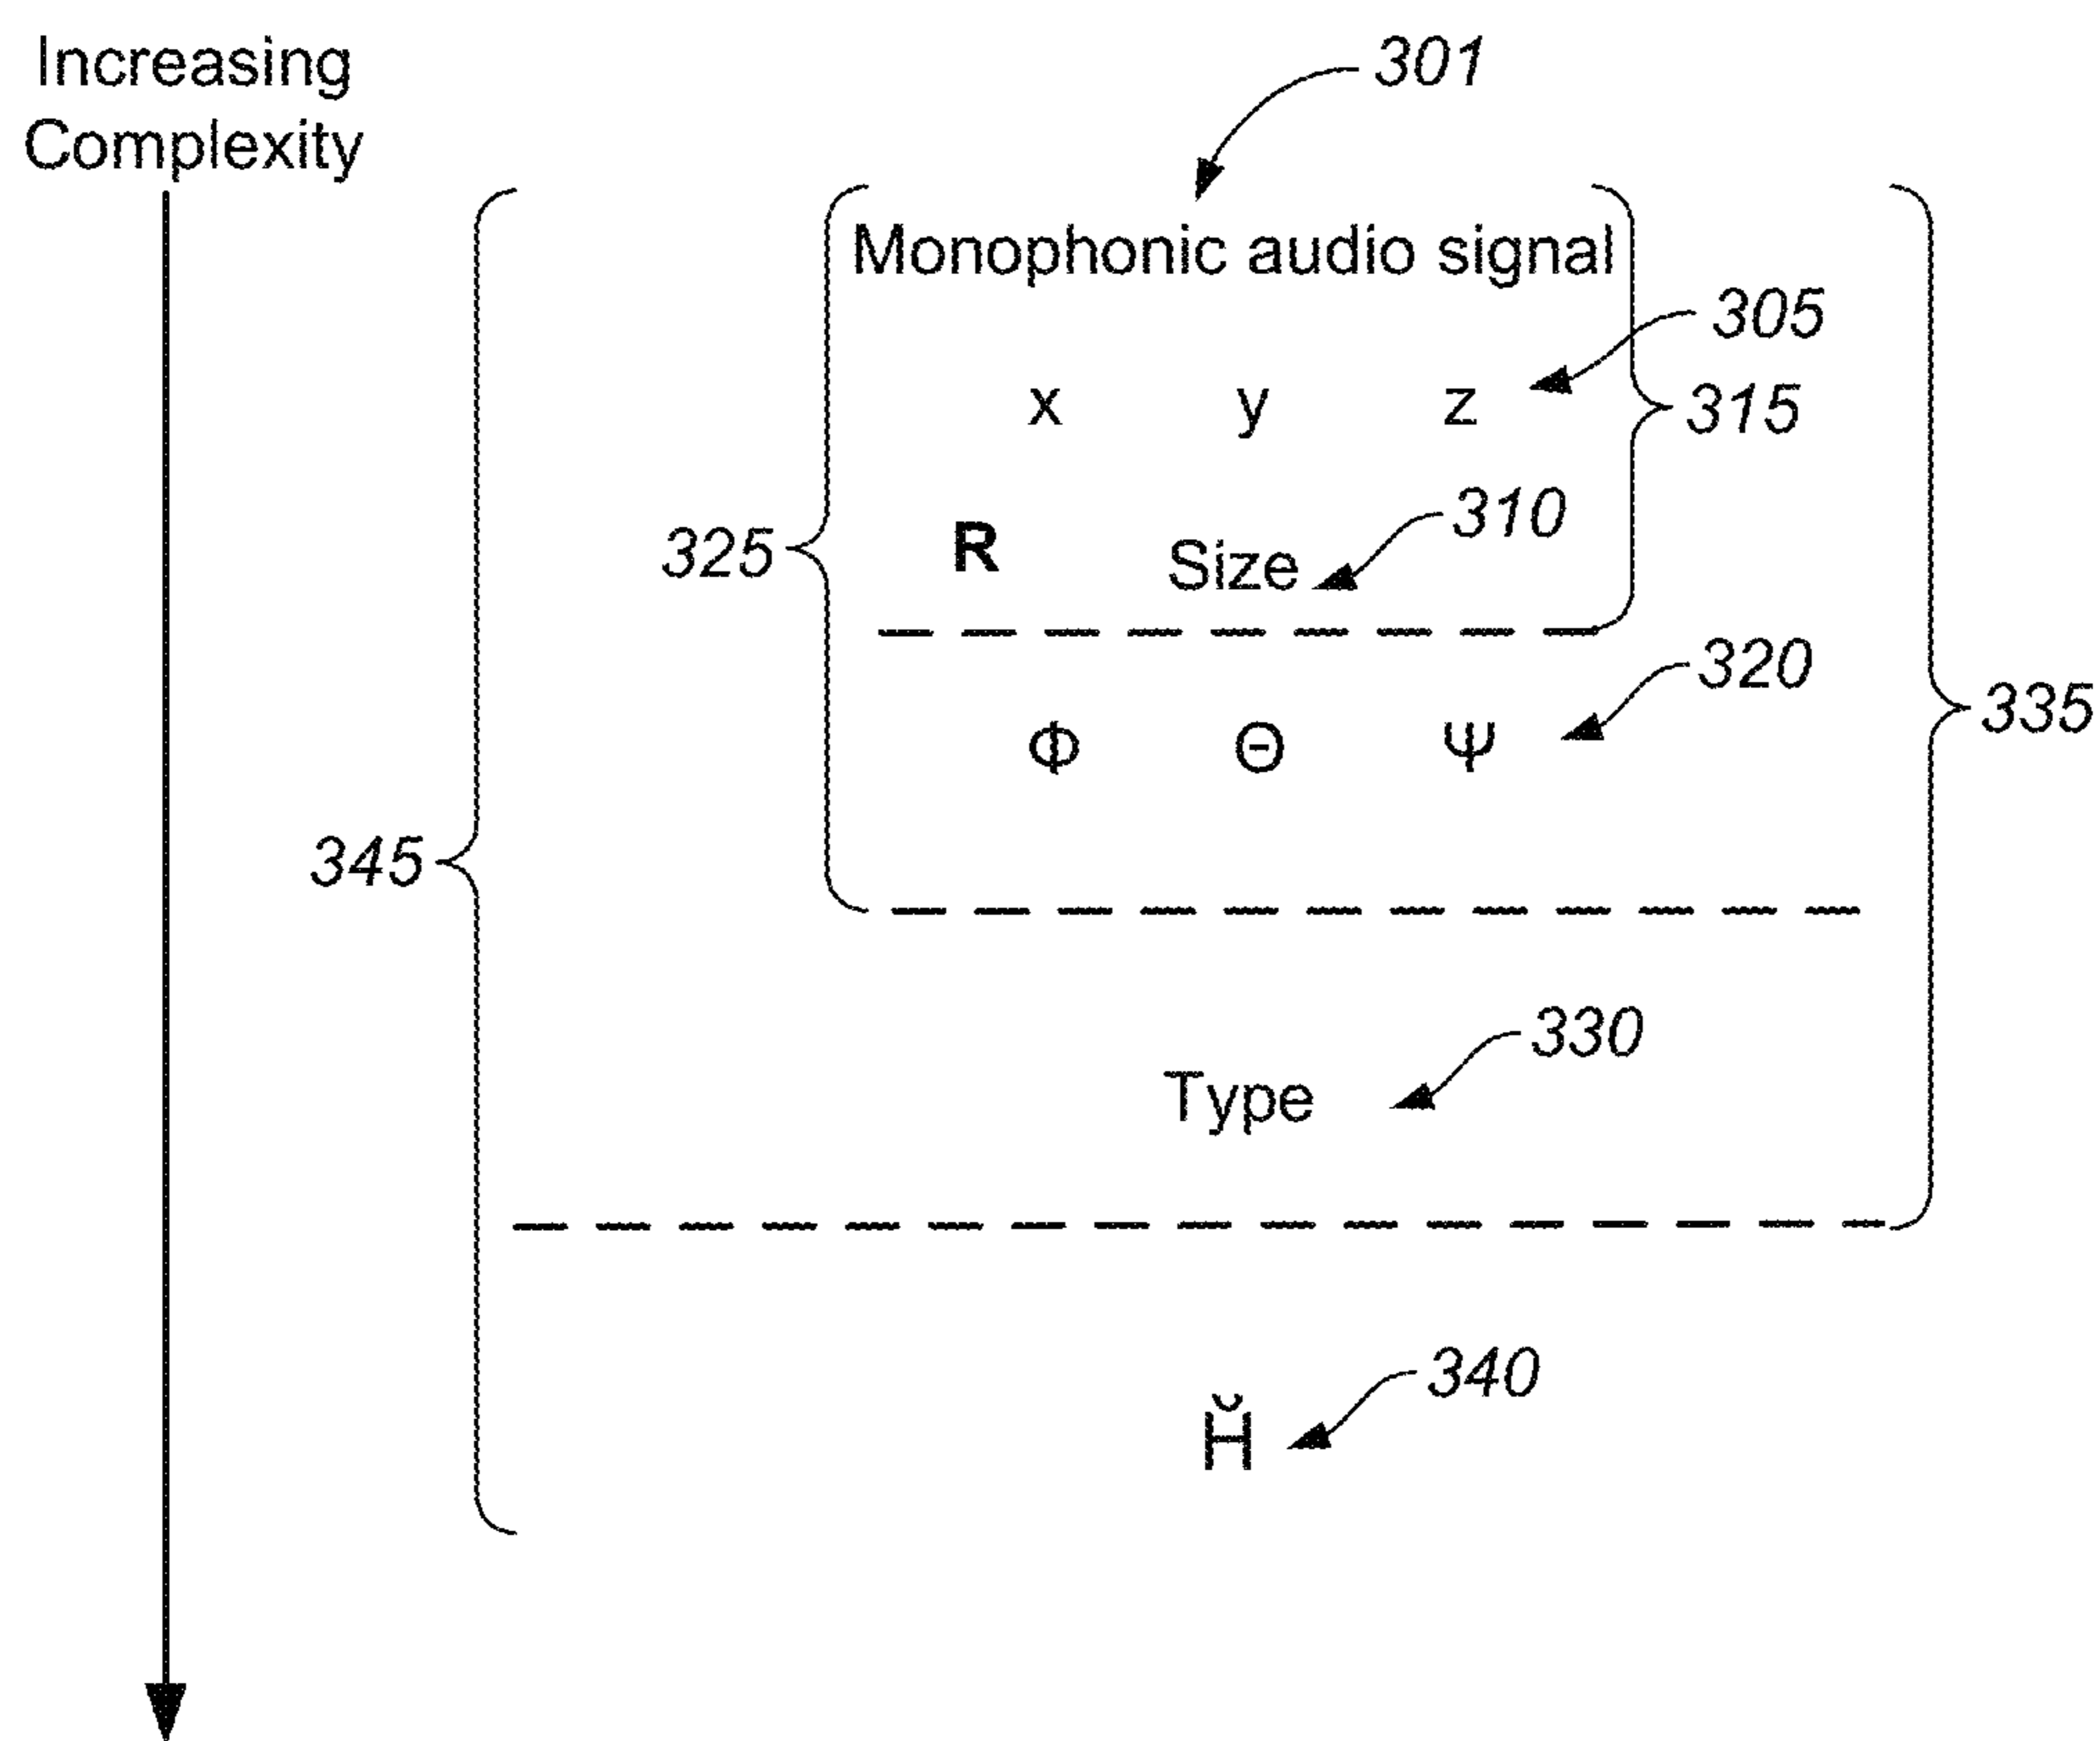 Increasing
Complexity
301
Monophonic audio signal
305
x y z
315
310
325
R Size
320
Φ Θ Ψ
335
345
330
Type
340
H̆